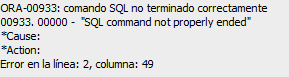 ORA-00933: comando SQL no terminado correctamente
00933. 00000 -  "SQL command not properly ended"
*Cause:
*Action:
Error en la línea: 2, columna: 49